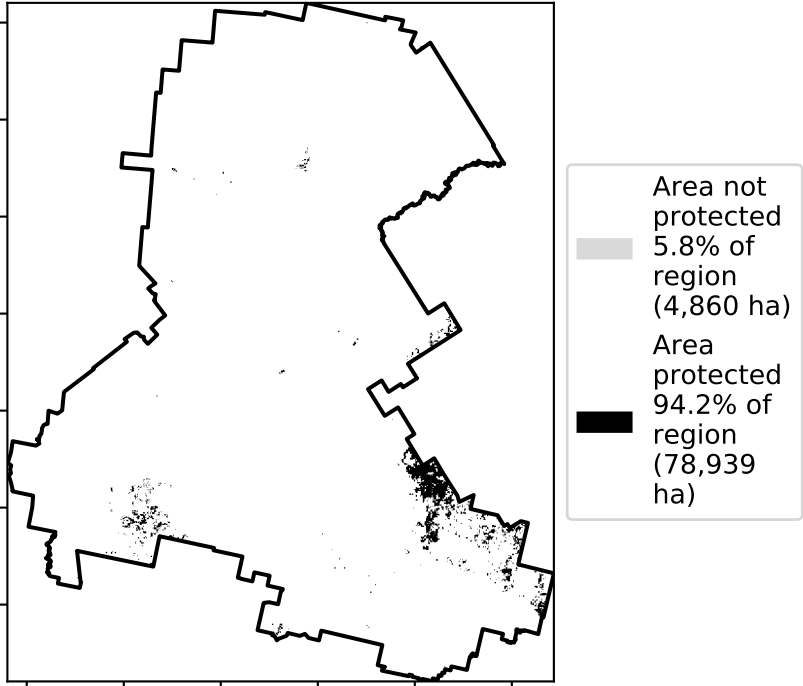 Area not
protected
5.8% of
region
(4,860 ha)
Area
protected
94.2% of
region
(78,939
ha)